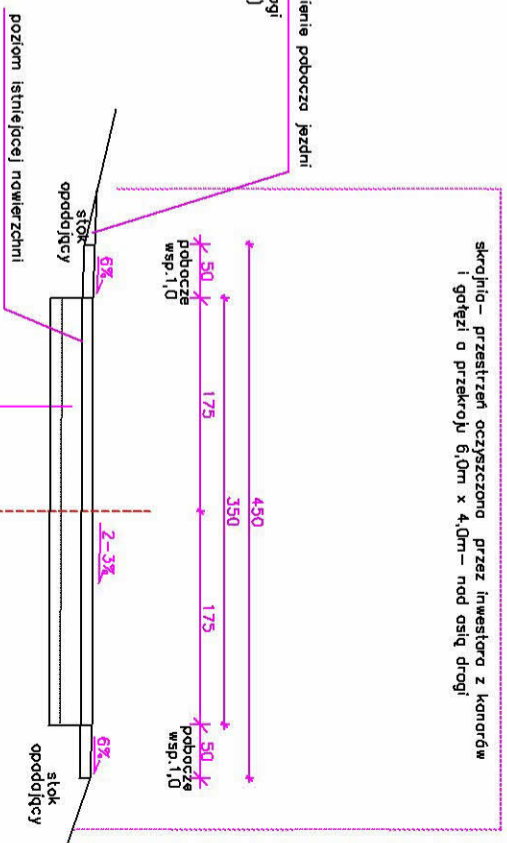 skrajnia- przestrzeń oczyszczona przez inwestora z konarów
i gałęzi o przekroju 6,0m x 4,0m- nad osią drogi
pobocza jezdni
450
350
50
175
175
50
pobocze
wsp.1,0
pobocze
wsp.1,0
6%
2-3%
6%
stok
opadający
stok
opadający
poziom istniejącej nawierzchni